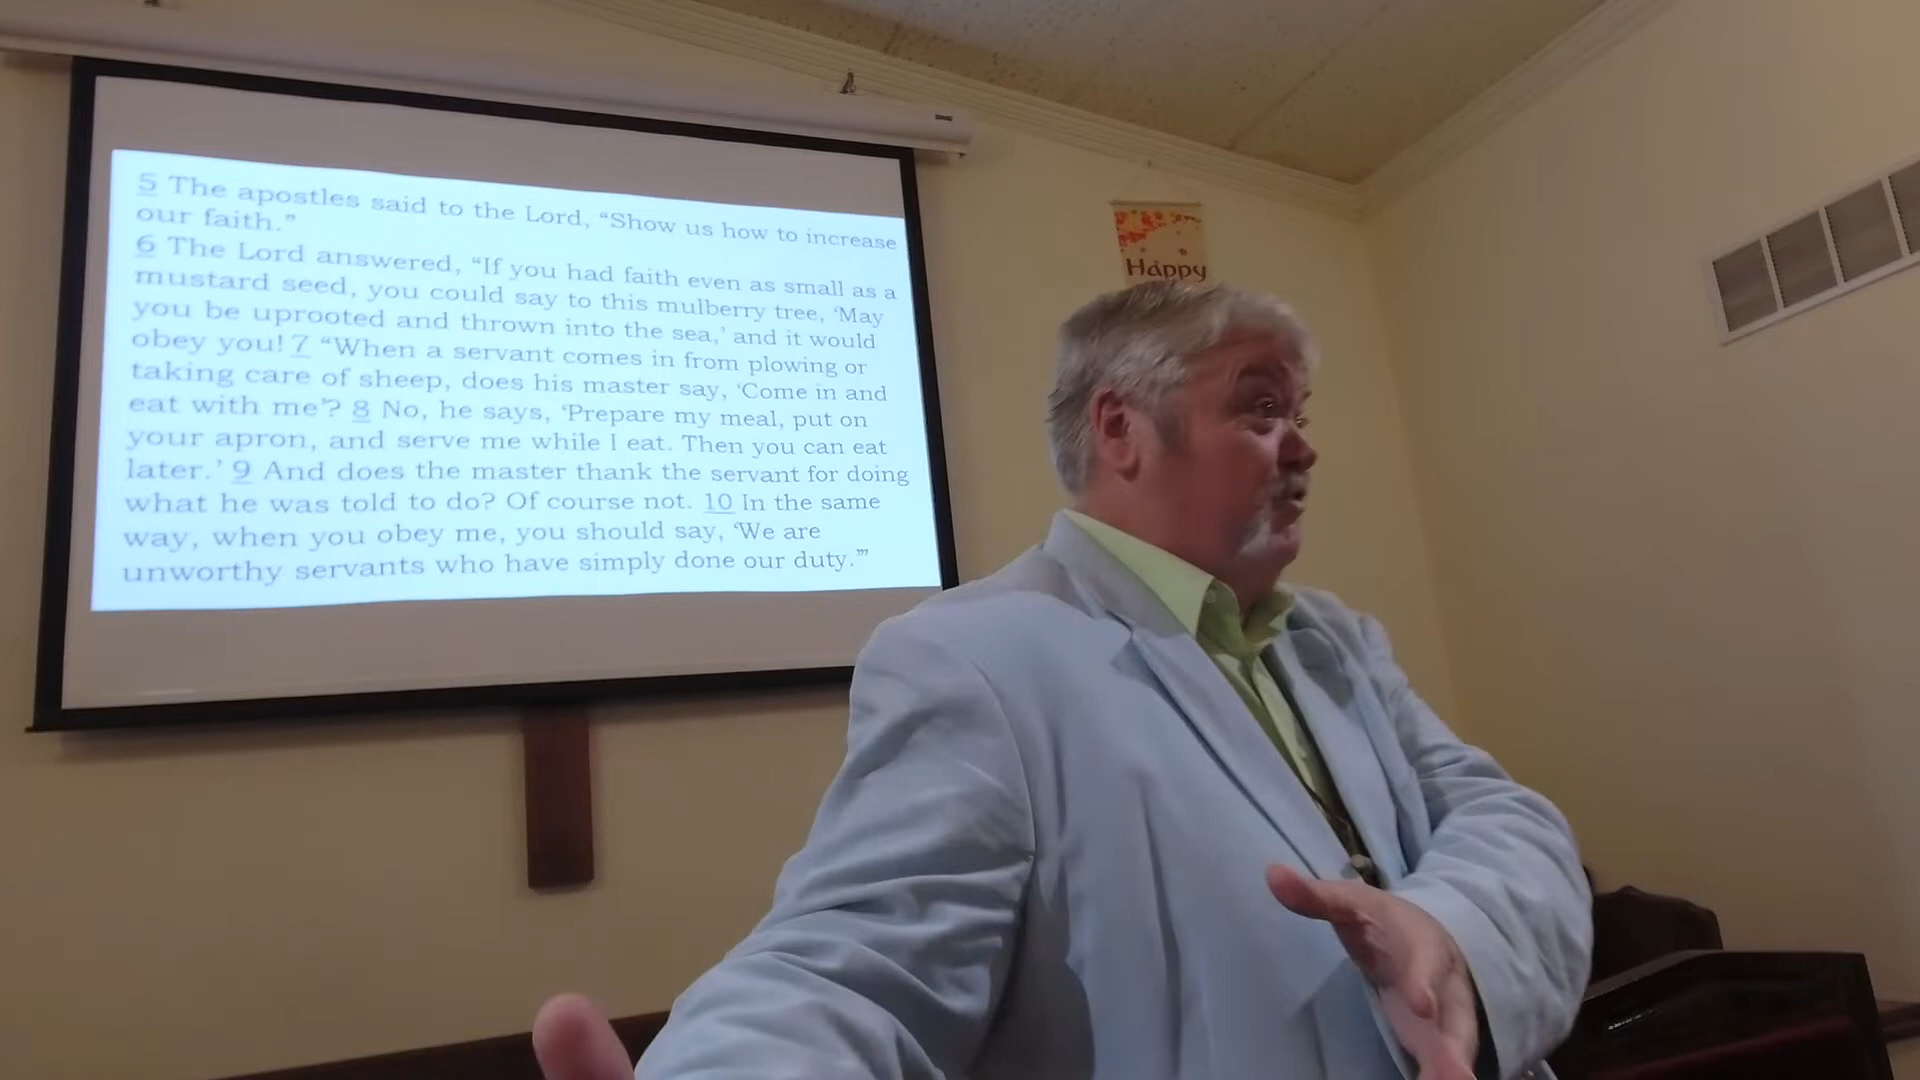 5 The apostles said to the Lord, “Show us how to increase
our faith.”
6 The Lord answered, “If you had faith even as small as a
mustard seed, you could say to this mulberry tree, ‘May
you be uprooted and thrown into the sea,’ and it would
obey you! 7 “When a servant comes in from plowing or
taking care of sheep, does his master say, ‘Come in and
eat with me’? 8 No, he says, ‘Prepare my meal, put on
your apron, and serve me while I eat. Then you can eat
later.’ 9 And does the master thank the servant for doing
what he was told to do? Of course not. 10 In the same
way, when you obey me, you should say, ‘We are
unworthy servants who have simply done our duty.’”
Happy